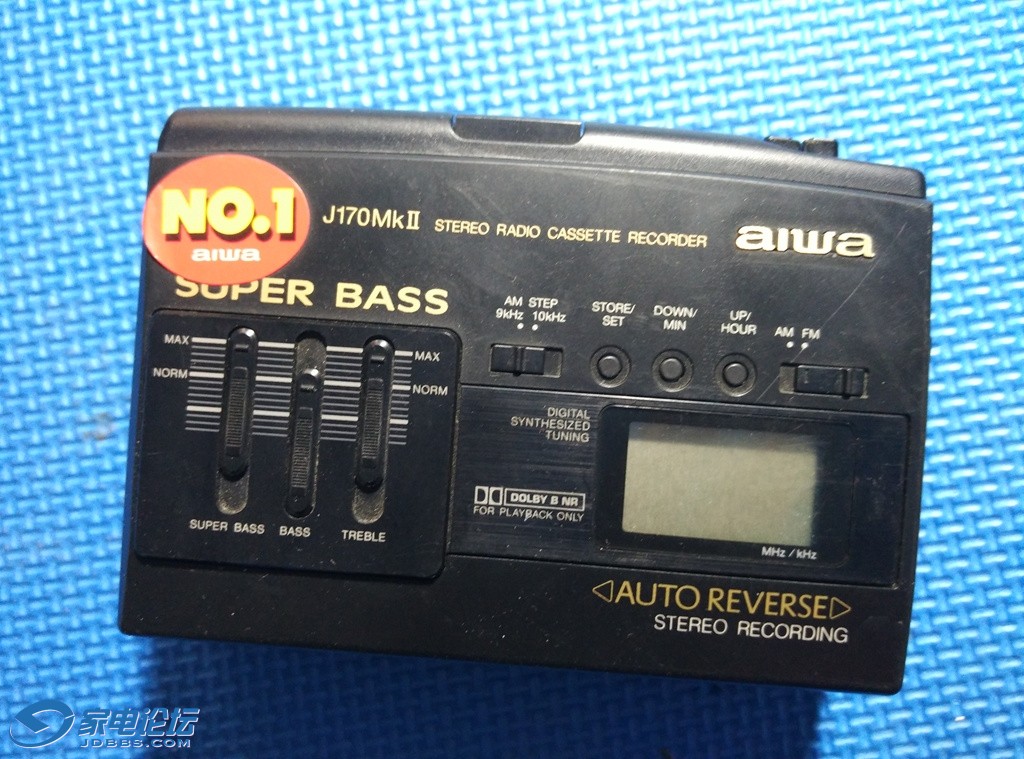 NO.1
aiwa
J170MkII STEREO RADIO CASSETTE RECORDER aiwa
SUPER BASS
AM STEP
9kHz 10kHz
STORE/
SET
DOWN/
MIN
UP/
HOUR
AM FM
MAX
NORM
MAX
NORM
SUPER BASS BASS TREBLE
DIGITAL
SYNTHESIZED
TUNING
DOLBY B NR
FOR PLAYBACK ONLY
MHz/kHz
AUTO REVERSE
STEREO RECORDING
家电论坛
JDBBS.COM